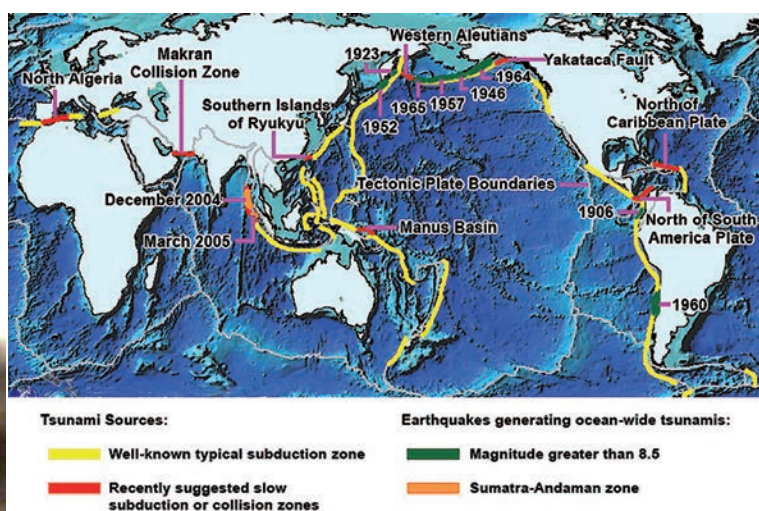 Western Aleutians
1923
Makran
Collision Zone
Yakataca Fault
North Algeria
1964
1946
1957
1965
1952
Southern Islands
of Ryukyu
North of
Caribbean Plate
December 2004
Tectonic Plate Boundaries
1906
March 2005
Manus Basin
North of South
America Plate
1960
Tsunami Sources:
Well-known typical subduction zone
Recently suggested slow
subduction or collision zones
Earthquakes generating ocean-wide tsunamis:
Magnitude greater than 8.5
Sumatra-Andaman zone